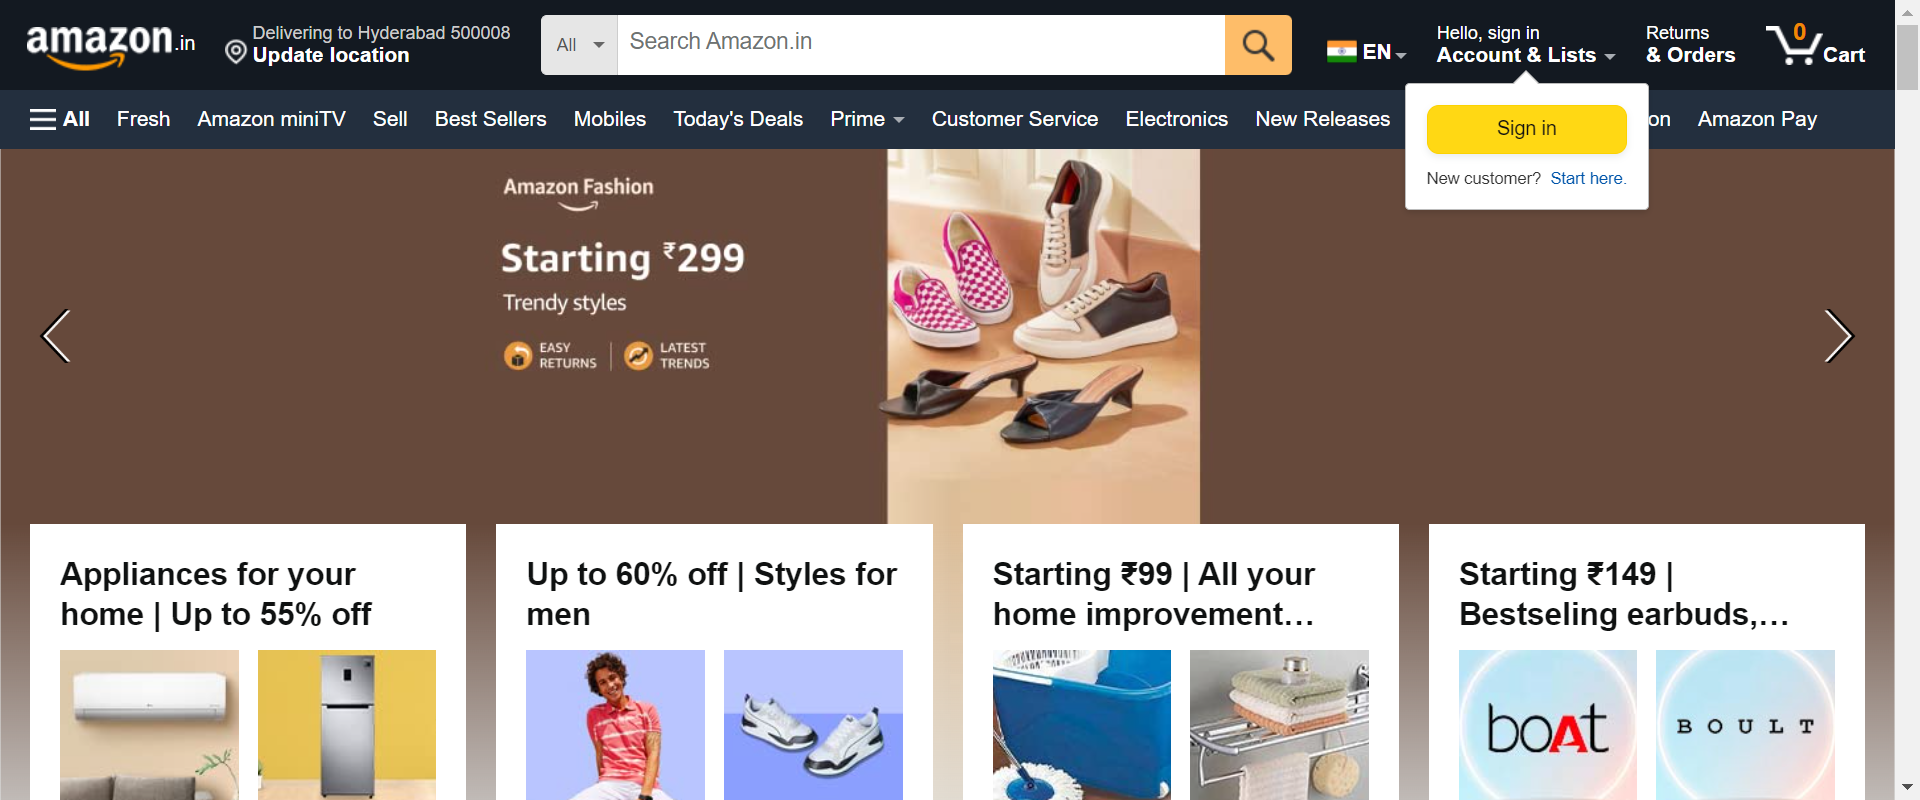 amazon.in
Delivering to Hyderabad 500008
Update location
All
Search Amazon.in
EN
Hello, sign in
Account & Lists
Returns
& Orders
0
Cart
All
Fresh
Amazon miniTV
Sell
Best Sellers
Mobiles
Today's Deals
Prime
Customer Service
Electronics
New Releases
on
Amazon Pay
Sign in
New customer? Start here.
Amazon Fashion
Starting ₹299
Trendy styles
EASY
RETURNS
LATEST
TRENDS
Appliances for your
home | Up to 55% off
Up to 60% off | Styles for
men
Starting ₹99 | All your
home improvement…
Starting ₹149 |
Bestseling earbuds,…
boAt
BOULT